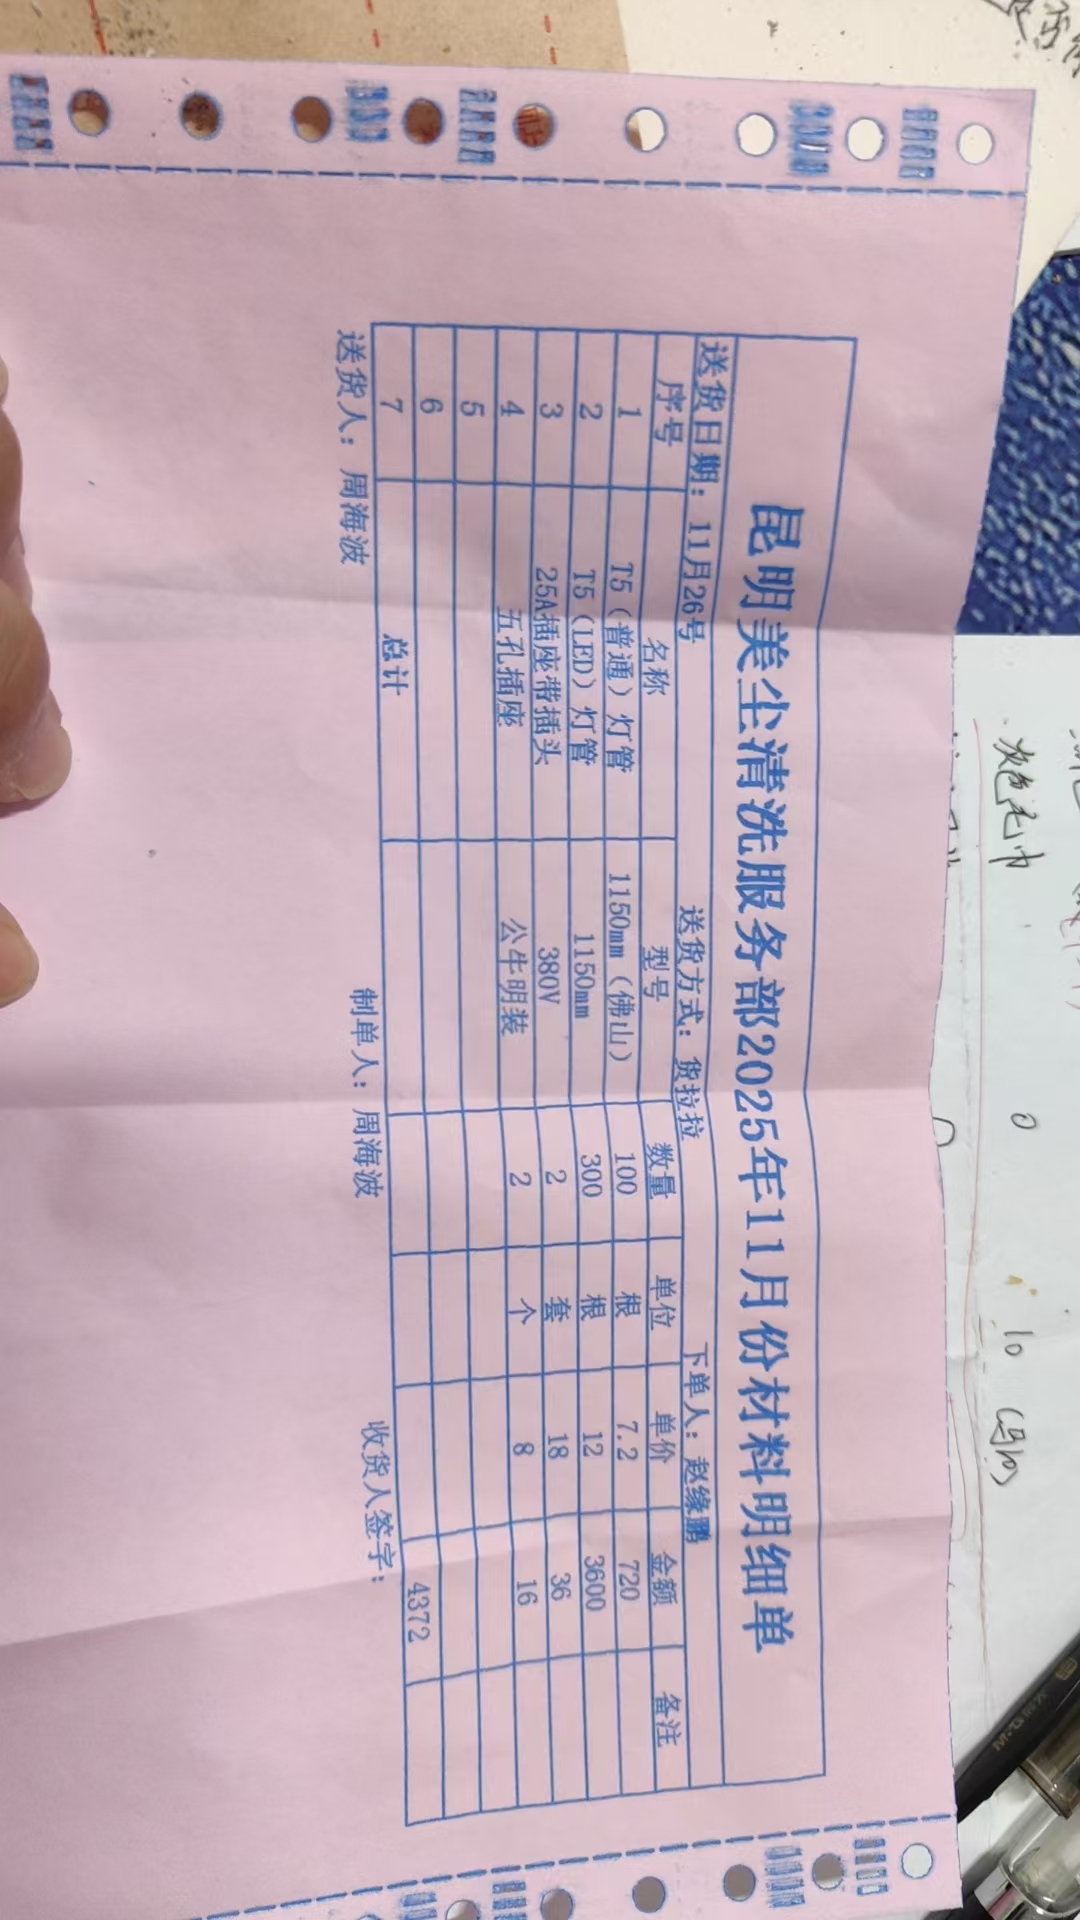 昆明美尘清洗服务部2025年11月份材料明细单
送货日期：11月26号 送货方式：货拉拉 下单人：赵缘鹏
序号 名称 型号 数量 单位 单价 金额 备注
1 T5（普通）灯管 1150mm（佛山） 100 根 7.2 720
2 T5（LED）灯管 1150mm 300 根 12 3600
3 25A插座带插头 380V 2 套 18 36
4 五孔插座 公牛明装 2 个 8 16
5
6
7 总计 4372
送货人：周海波 制单人：周海波 收货人签字：
毛巾 0 10